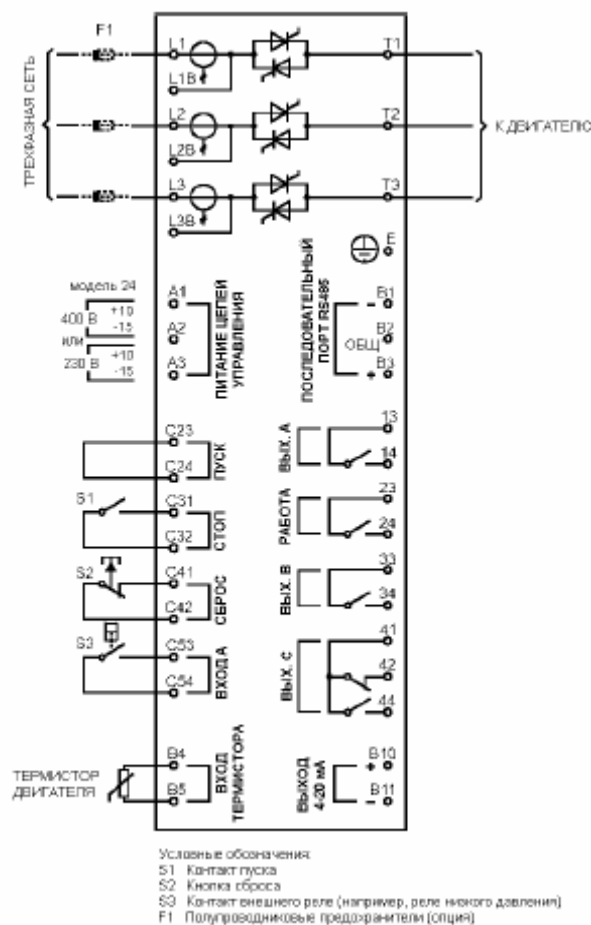 F1
ТРЕХФАЗНАЯ СЕТЬ
L1
L1B
L2
L2B
L3
L3B
T1
T2
T3
К ДВИГАТЕЛЮ
E
модель 24
400 В +10 -15
или
230 В +10 -15
A1
A2
A3
ПИТАНИЕ ЦЕПЕЙ
УПРАВЛЕНИЯ
ПОСЛЕДОВАТЕЛЬНЫЙ
ПОРТ RS485
- B1
ОБЩ B2
+ B3
C23
C24
ПУСК
S1
C31
C32
СТОП
S2
C41
C42
СБРОС
S3
C53
C54
ВХОД А
ВЫХ. А
13
14
РАБОТА
23
24
ВЫХ. В
33
34
ВЫХ. С
41
42
44
ТЕРМИСТОР
ДВИГАТЕЛЯ
B4
B5
ВХОД
ТЕРМИСТОРА
ВЫХОД
4-20 мА
+ B10
- B11
Условные обозначения:
S1 Контакт пуска
S2 Кнопка сброса
S3 Контакт внешнего реле (например, реле низкого давления)
F1 Полупроводниковые предохранители (опция)